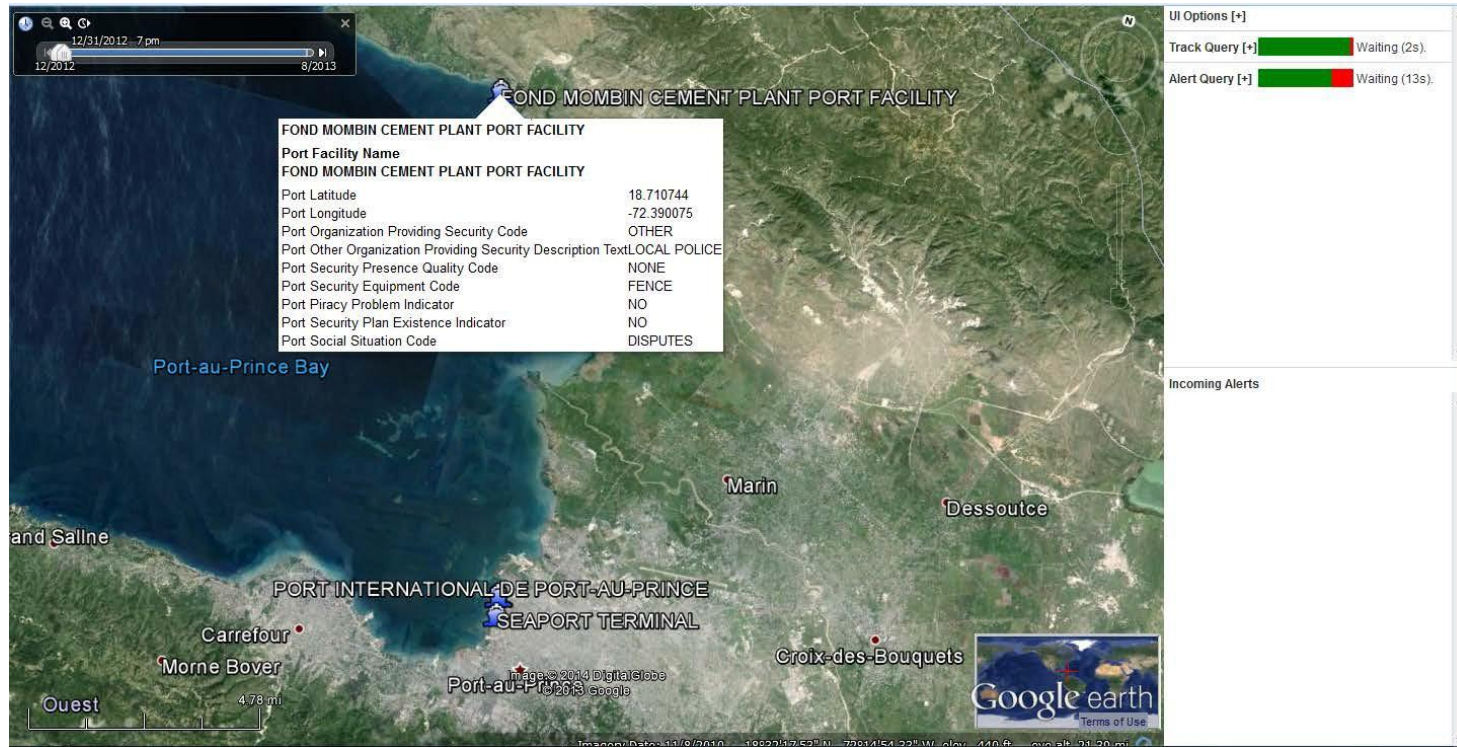 12/31/2012 7 pm
12/2012
8/2013
N
FOND MOMBIN CEMENT PLANT PORT FACILITY
FOND MOMBIN CEMENT PLANT PORT FACILITY
Port Facility Name
FOND MOMBIN CEMENT PLANT PORT FACILITY
Port Latitude 18.710744
Port Longitude -72.390075
Port Organization Providing Security Code OTHER
Port Other Organization Providing Security Description Text LOCAL POLICE
Port Security Presence Quality Code NONE
Port Security Equipment Code FENCE
Port Piracy Problem Indicator NO
Port Security Plan Existence Indicator NO
Port Social Situation Code DISPUTES
Port-au-Prince Bay
Marin
Dessoutce
and Saline
PORT INTERNATIONAL DE PORT-AU-PRINCE
SEAPORT TERMINAL
Carrefour
Croix-des-Bouquets
Morne Bover
Port-au-Prince
Image © 2014 DigitalGlobe
© 2013 Google
Ouest
4.78 mi
Google earth
Terms of Use
UI Options [+]
Track Query [+] Waiting (2s).
Alert Query [+] Waiting (13s).
Incoming Alerts